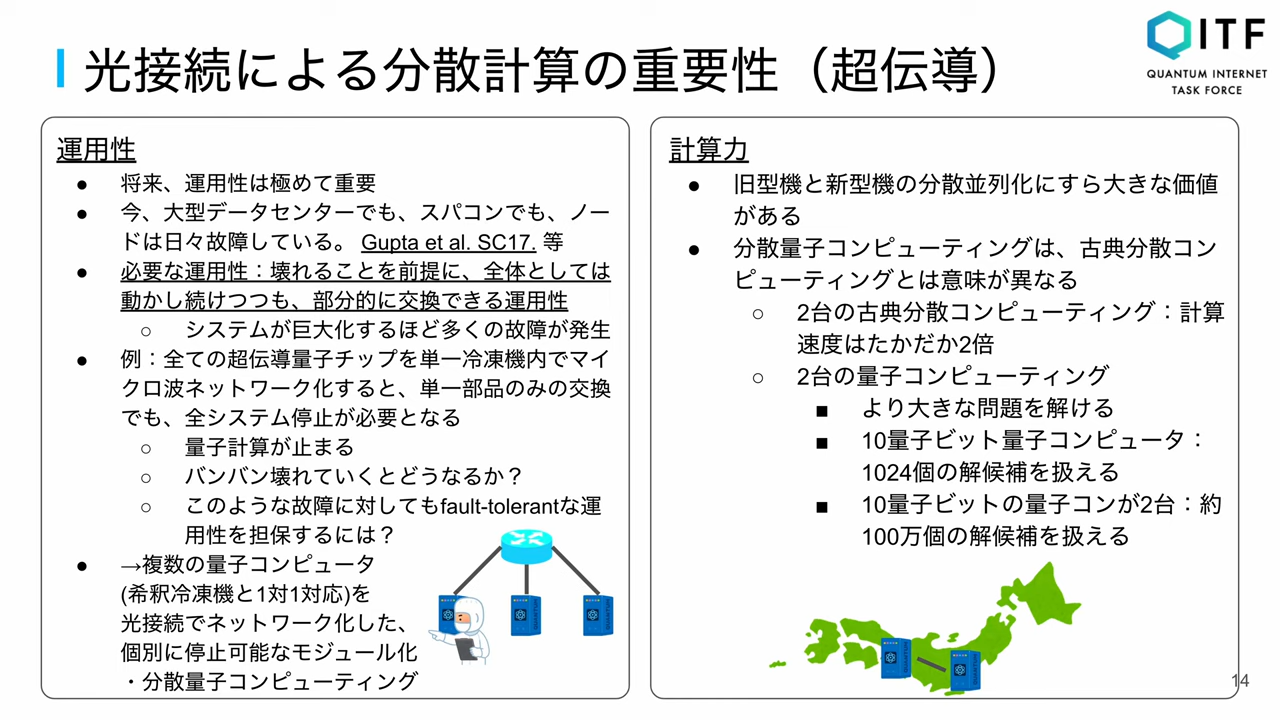 光接続による分散計算の重要性（超伝導）
QITF
QUANTUM INTERNET
TASK FORCE
運用性
● 将来、運用性は極めて重要
● 今、大型データセンターでも、スパコンでも、ノー
ドは日々故障している。 Gupta et al. SC17. 等
● 必要な運用性：壊れることを前提に、全体としては
動かし続けつつも、部分的に交換できる運用性
○ システムが巨大化するほど多くの故障が発生
● 例：全ての超伝導量子チップを単一冷凍機内でマイ
クロ波ネットワーク化すると、単一部品のみの交換
でも、全システム停止が必要となる
○ 量子計算が止まる
○ バンバン壊れていくとどうなるか？
○ このような故障に対してもfault-tolerantな運
用性を担保するには？
● →複数の量子コンピュータ
(希釈冷凍機と1対1対応)を
光接続でネットワーク化した、
個別に停止可能なモジュール化
・分散量子コンピューティング
QUANTUM
QUANTUM
計算力
● 旧型機と新型機の分散並列化にすら大きな価値
がある
● 分散量子コンピューティングは、古典分散コン
ピューティングとは意味が異なる
○ 2台の古典分散コンピューティング：計算
速度はたかだか2倍
○ 2台の量子コンピューティング
■ より大きな問題を解ける
■ 10量子ビット量子コンピュータ：
1024個の解候補を扱える
■ 10量子ビットの量子コンが2台：約
100万個の解候補を扱える
QUANTUM
QUANTUM
14